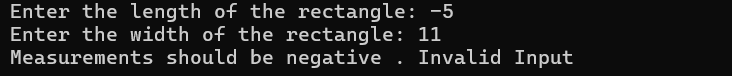 Enter the length of the rectangle: -5
Enter the width of the rectangle: 11
Measurements should be negative . Invalid Input